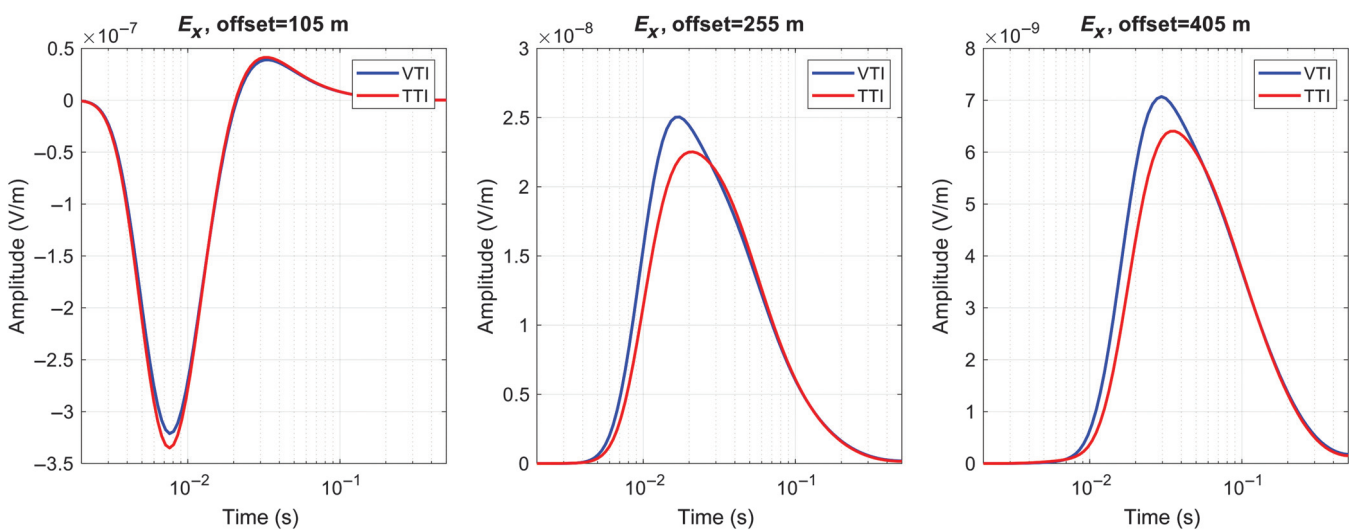 Eₓ, offset=105 m
×10⁻⁷
0.5
0
−0.5
−1
−1.5
−2
−2.5
−3
−3.5
Amplitude (V/m)
VTI
TTI
10⁻²
10⁻¹
Time (s)
Eₓ, offset=255 m
×10⁻⁸
3
2.5
2
1.5
1
0.5
0
Amplitude (V/m)
VTI
TTI
10⁻²
10⁻¹
Time (s)
Eₓ, offset=405 m
×10⁻⁹
8
7
6
5
4
3
2
1
0
Amplitude (V/m)
VTI
TTI
10⁻²
10⁻¹
Time (s)